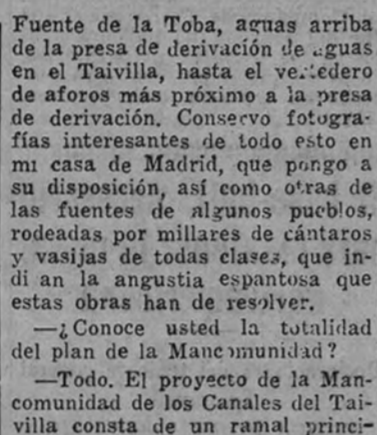 Fuente de la Toba, aguas arriba
de la presa de derivación de aguas
en el Taivilla, hasta el vertedero
de aforos más próximo a la presa
de derivación. Conservo fotogra-
fías interesantes de todo esto en
mi casa de Madrid, que pongo a
su disposición, así como otras de
las fuentes de algunos pueblos,
rodeadas por millares de cántaros
y vasijas de todas clases, que in-
di an la angustia espantosa que
estas obras han de resolver.
—¿Conoce usted la totalidad
del plan de la Mancomunidad?
—Todo. El proyecto de la Man-
comunidad de los Canales del Tai-
villa consta de un ramal princi-